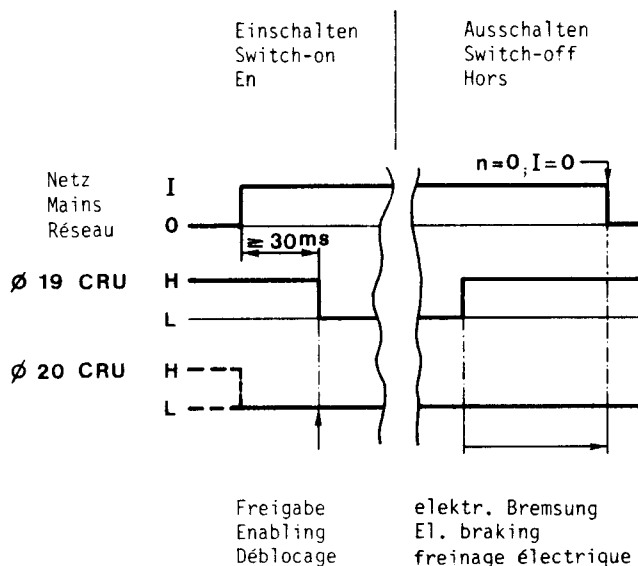 Einschalten
Switch-on
En
Ausschalten
Switch-off
Hors
n=0; I=0
Netz
Mains
Réseau
I
0
≅ 30ms
Ø 19 CRU
H
L
Ø 20 CRU
H
L
Freigabe
Enabling
Déblocage
elektr. Bremsung
El. braking
freinage électrique